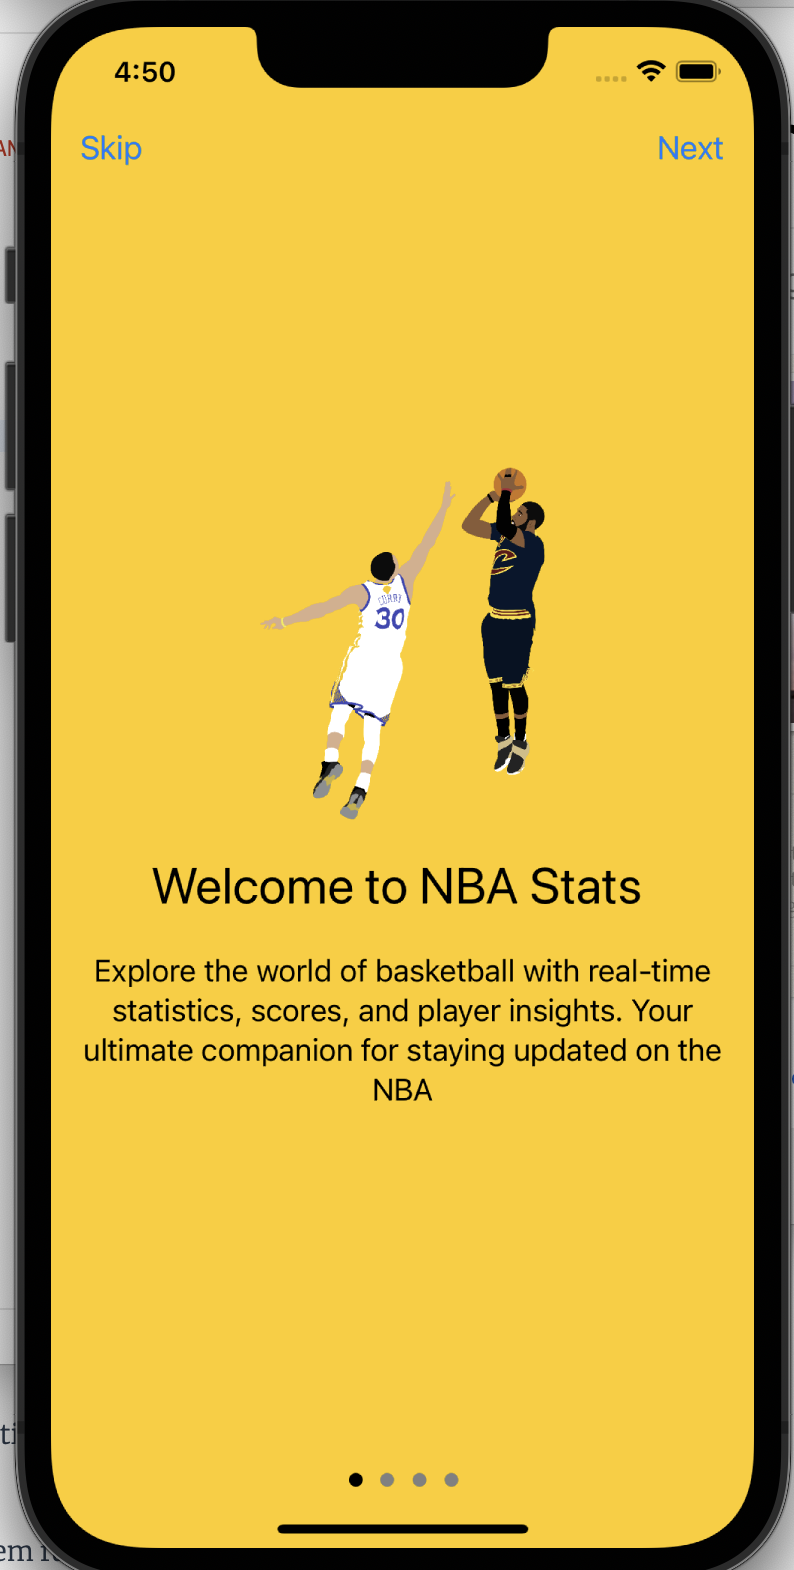 4:50
Skip
Next
CURRY
30
Welcome to NBA Stats
Explore the world of basketball with real-time
statistics, scores, and player insights. Your
ultimate companion for staying updated on the
NBA